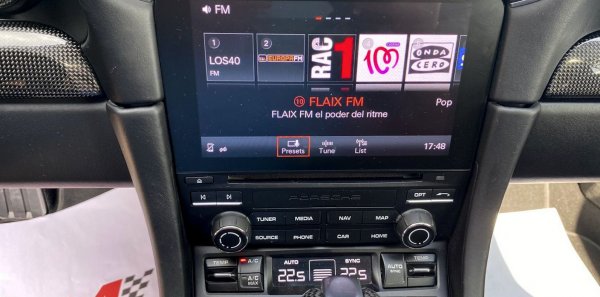 FM
1
2
LOS40
FM
EUROPA FM
RAC 1
ONDA
CERO
10 FLAIX FM
Pop
FLAIX FM el poder del ritme
Presets
Tune
List
17:48
PORSCHE
OPT
TUNER
MEDIA
NAV
MAP
SOURCE
PHONE
CAR
HOME
TEMP
A/C
A/C
MAX
AUTO
SYNC
22.5
22.5
AUTO
SYNC
TEMP